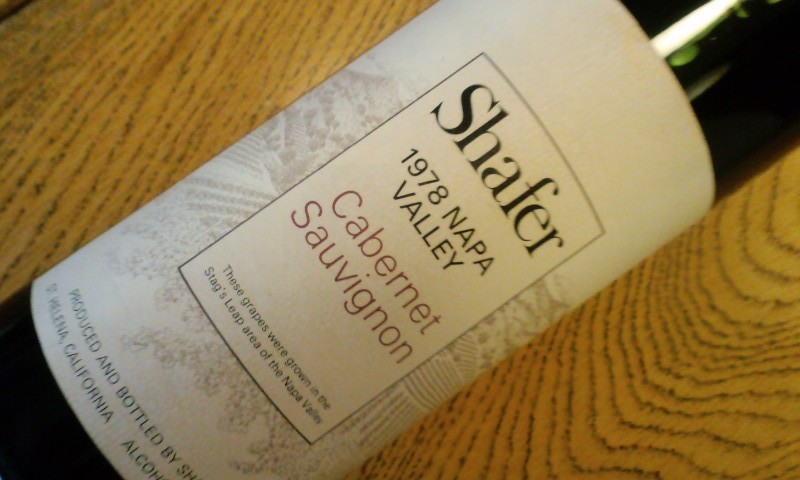 Shafer
1978 NAPA
VALLEY
Cabernet
Sauvignon
These grapes were grown in the
Stag's Leap area of the Napa Valley
PRODUCED AND BOTTLED BY SH
ST. HELENA, CALIFORNIA ALCOH